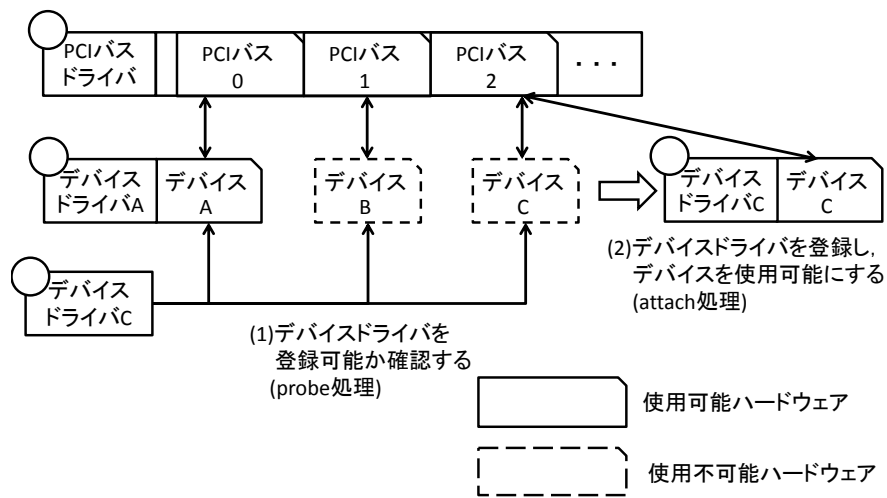 PCIバス
ドライバ
PCIバス
0
PCIバス
1
PCIバス
2
・・・
デバイス
ドライバA
デバイス
A
デバイス
B
デバイス
C
デバイス
ドライバC
デバイス
C
(2)デバイスドライバを登録し,
デバイスを使用可能にする
(attach処理)
デバイス
ドライバC
(1)デバイスドライバを
登録可能か確認する
(probe処理)
使用可能ハードウェア
使用不可能ハードウェア